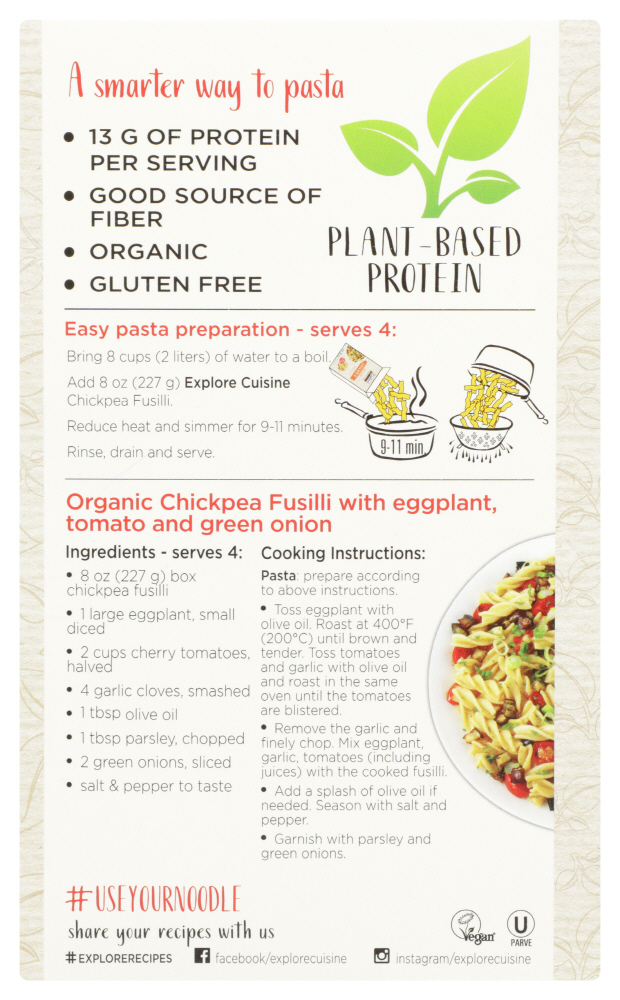 A smarter way to pasta
• 13 G OF PROTEIN
PER SERVING
• GOOD SOURCE OF
FIBER
• ORGANIC
• GLUTEN FREE
PLANT-BASED
PROTEIN
Easy pasta preparation - serves 4:
Bring 8 cups (2 liters) of water to a boil.
Add 8 oz (227 g) Explore Cuisine
Chickpea Fusilli.
Reduce heat and simmer for 9-11 minutes.
Rinse, drain and serve.
9-11 min.
Organic Chickpea Fusilli with eggplant,
tomato and green onion
Ingredients - serves 4:
• 8 oz (227 g) box
chickpea fusilli
• 1 large eggplant, small
diced
• 2 cups cherry tomatoes,
halved
• 4 garlic cloves, smashed
• 1 tbsp olive oil
• 1 tbsp parsley, chopped
• 2 green onions, sliced
• salt & pepper to taste
Cooking Instructions:
Pasta: prepare according
to above instructions.
• Toss eggplant with
olive oil. Roast at 400°F
(200°C) until brown and
tender. Toss tomatoes
and garlic with olive oil
and roast in the same
oven until the tomatoes
are blistered.
• Remove the garlic and
finely chop. Mix eggplant,
garlic, tomatoes (including
juices) with the cooked fusilli.
• Add a splash of olive oil if
needed. Season with salt and
pepper.
• Garnish with parsley and
green onions.
#USEYOURNOODLE
share your recipes with us
#EXPLORERECIPES
facebook/explorecuisine
instagram/explorecuisine
Vegan
U
PARVE